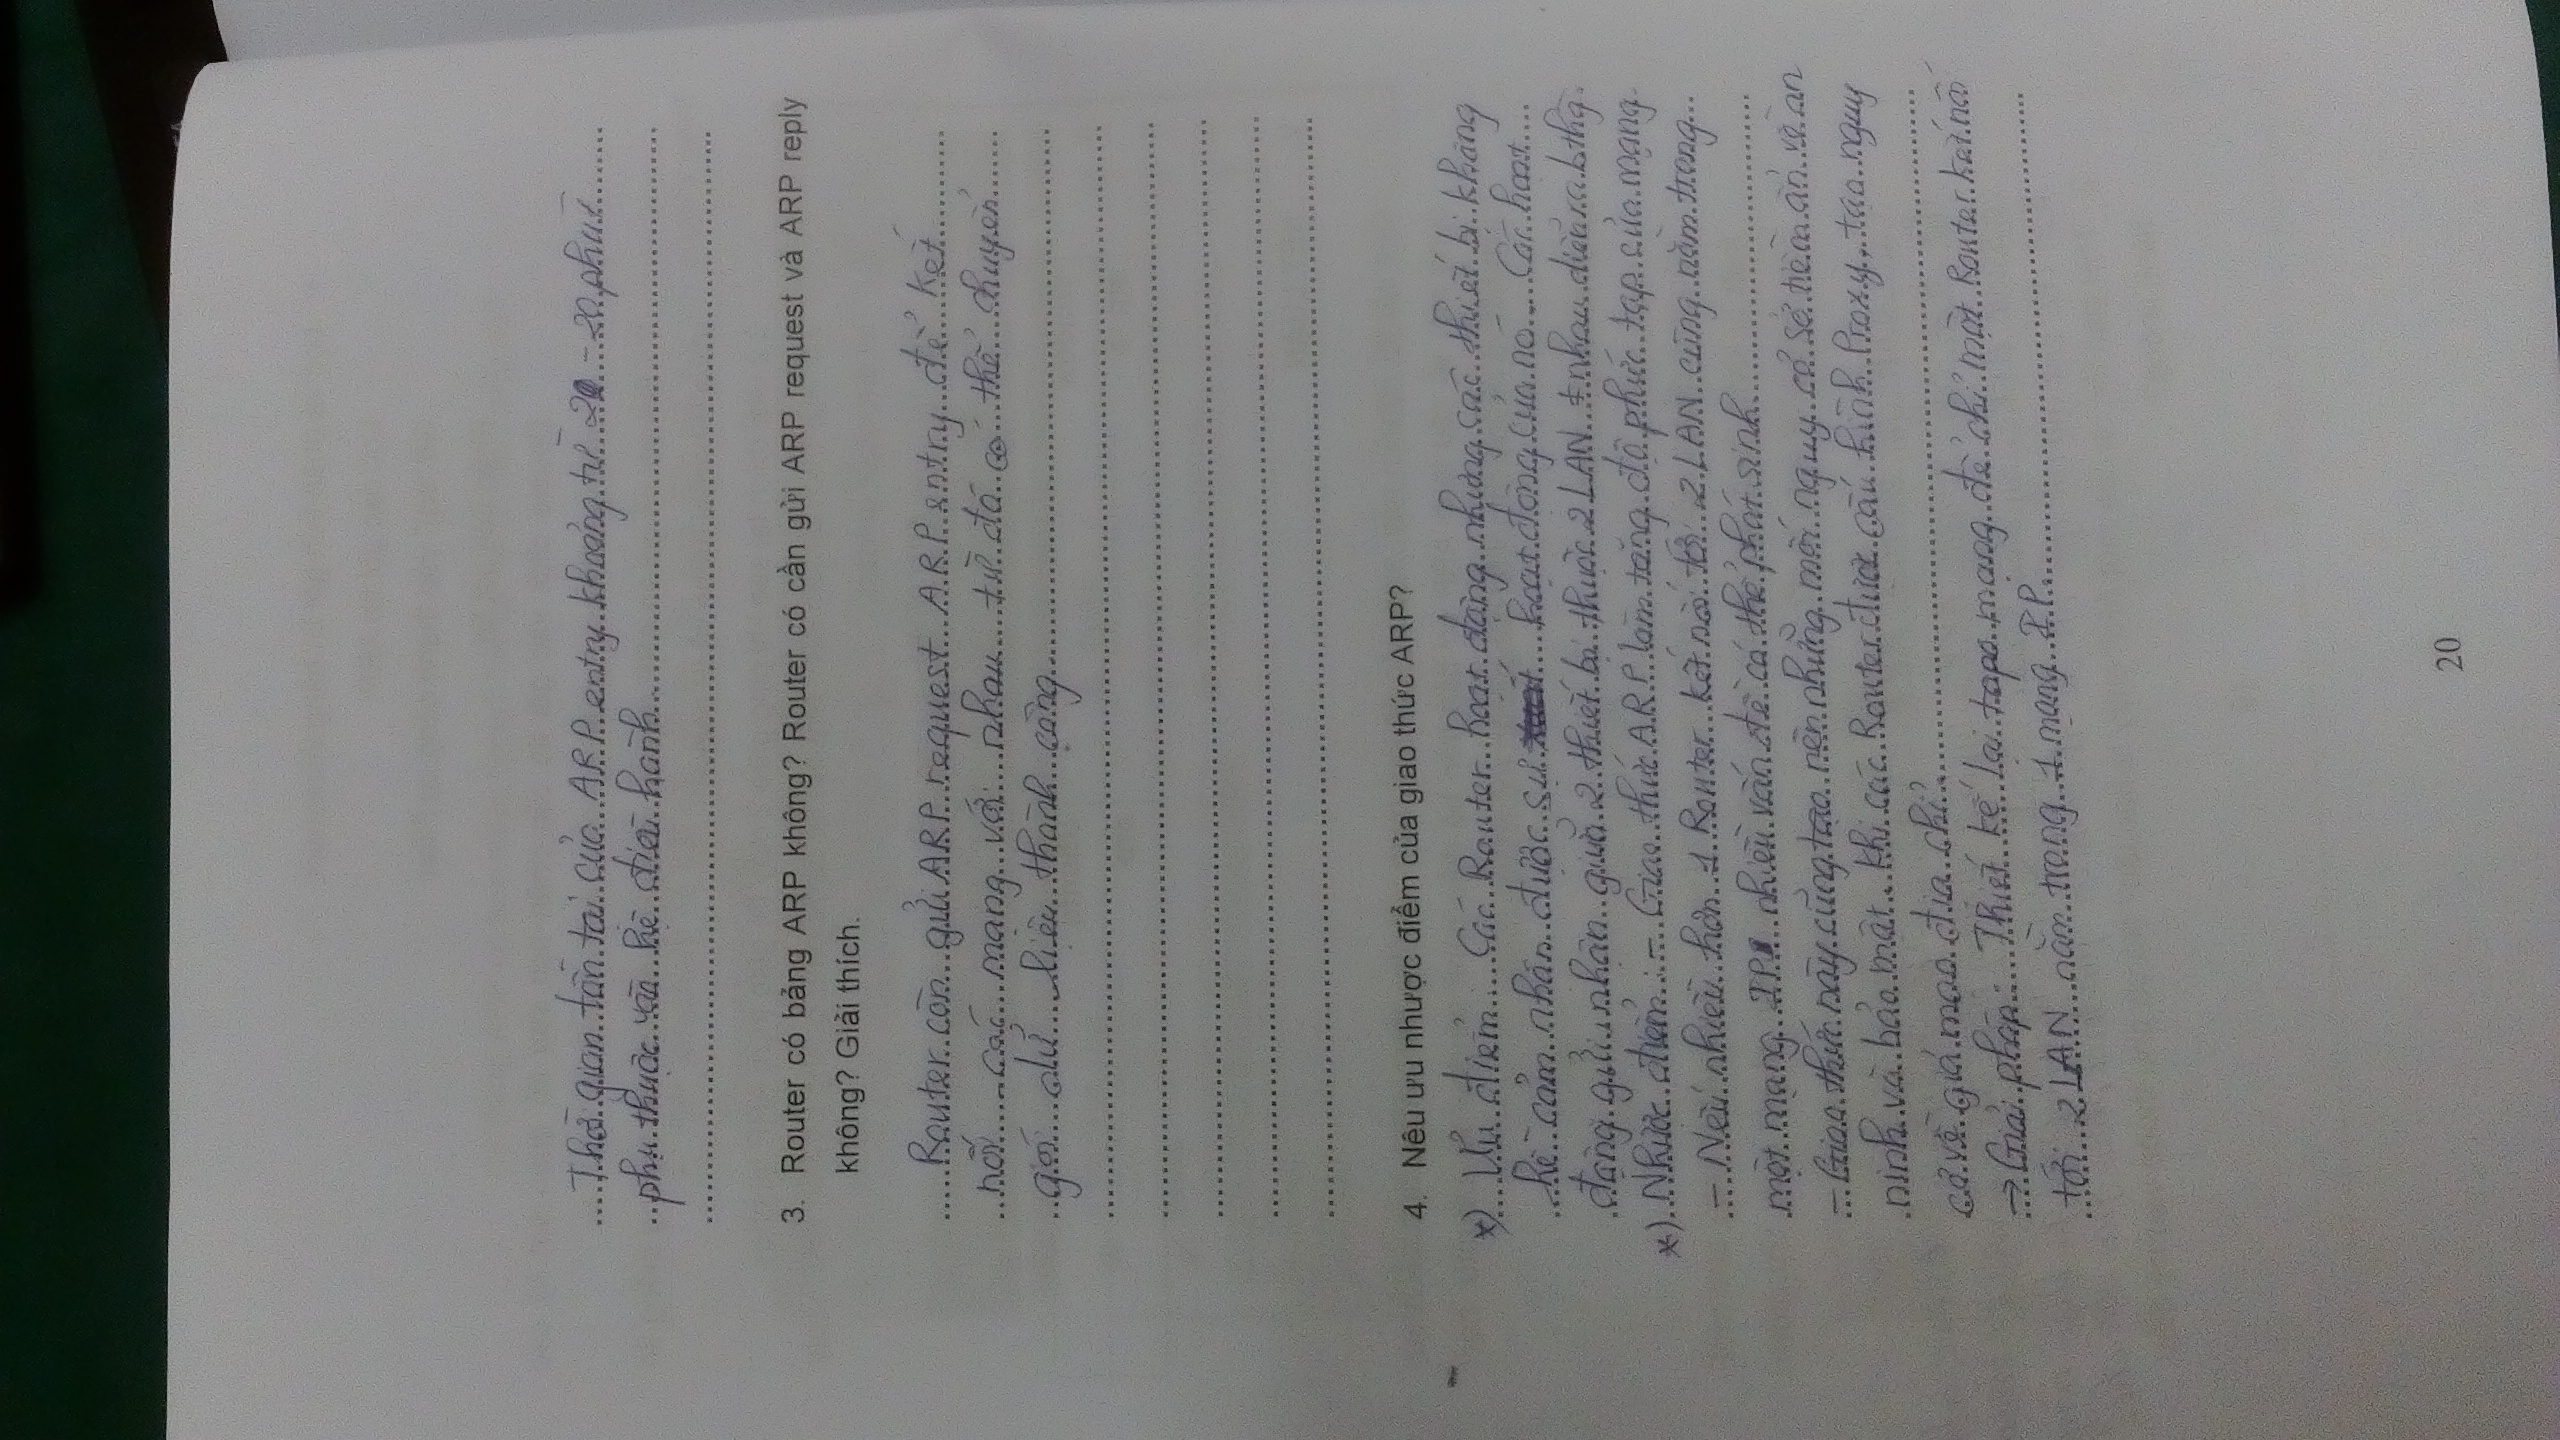 Thời gian tồn tại của ARP entry khoảng từ 2 - 20 phút
phụ thuộc vào hệ điều hành
3. Router có bảng ARP không? Router có cần gửi ARP request và ARP reply
không? Giải thích.
Router cần gửi ARP request ARP entry để kết
nối các mạng với nhau từ đó có thể chuyển
gói dữ liệu thành công
4. Nêu ưu nhược điểm của giao thức ARP?
*) Ưu điểm Các Router hoạt động nhưng các thiết bị không
hề cảm nhận được sự hoạt động của nó. Các hoạt
động gửi nhận giữa 2 thiết bị thuộc 2 LAN ≠ nhau diễn ra bthg.
*) Nhược điểm: - Giao thức ARP làm tăng độ phức tạp của mạng.
- Nếu nhiều hơn 1 Router kết nối tới 2 LAN cùng nằm trong
một mạng IP nhiều vấn đề có thể phát sinh
- Giao thức này cũng tạo nên những mối nguy cơ sở tiềm ẩn về an
ninh và bảo mật. Khi các Router được cấu hình Proxy, tạo nguy
cơ về giả mạo địa chỉ.
→ Giải pháp: Thiết kế lại topo mạng để chỉ một Router kết nối
tới 2 LAN nằm trong 1 mạng IP.
20